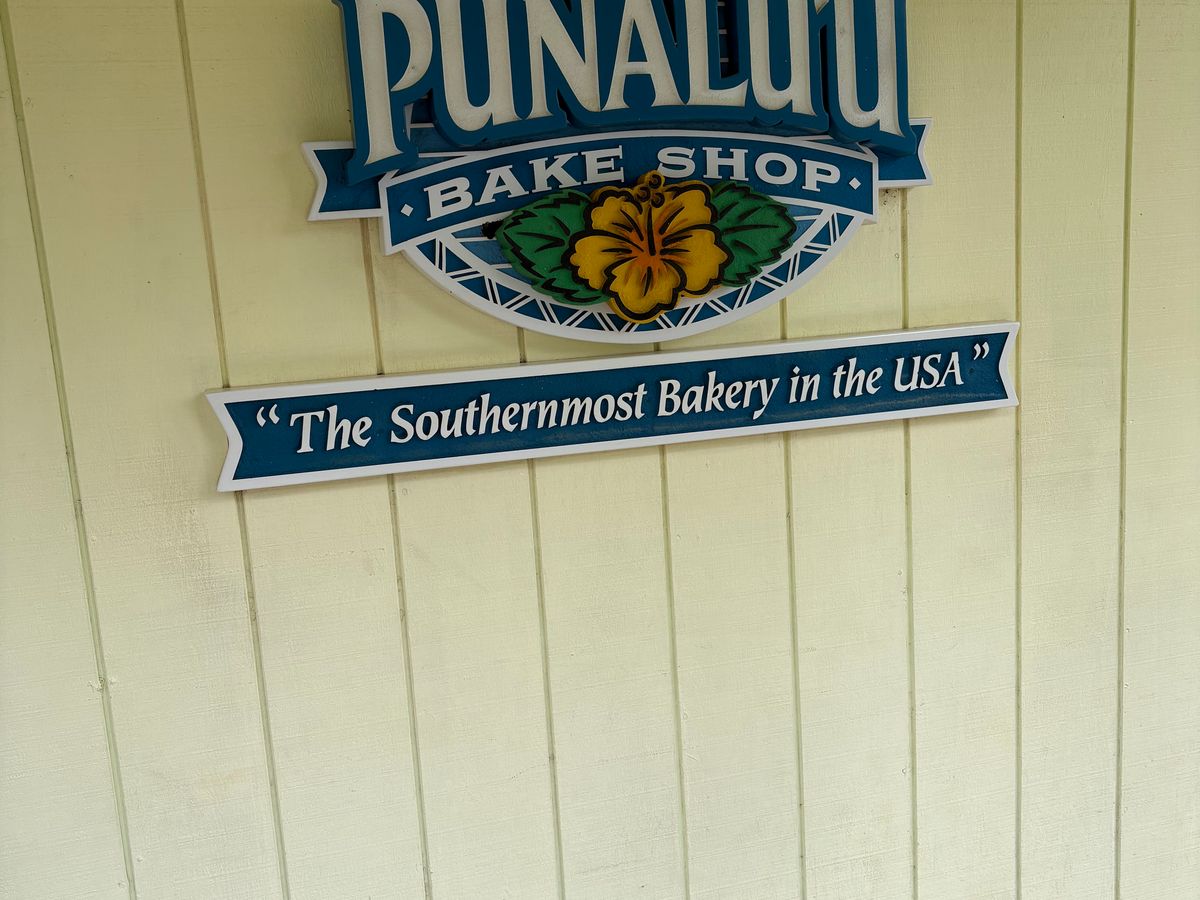 PUNALU'U
BAKE SHOP
"The Southernmost Bakery in the USA"